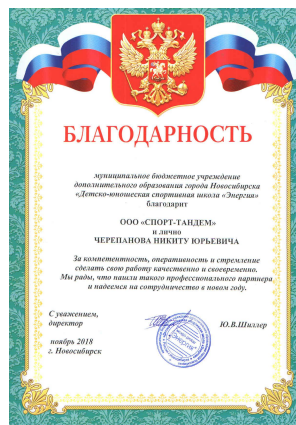 БЛАГОДАРНОСТЬ
муниципальное бюджетное учреждение
дополнительного образования города Новосибирска
«Детско-юношеская спортивная школа «Энергия»
благодарит
ООО «СПОРТ-ТАНДЕМ»
и лично
ЧЕРЕПАНОВА НИКИТУ ЮРЬЕВИЧА
За компетентность, оперативность и стремление
сделать свою работу качественно и своевременно.
Мы рады, что нашли такого профессионального партнера
и надеемся на сотрудничество в новом году.
С уважением,
директор
Ю.В.Шиллер
"Энергия"
ноябрь 2018
г. Новосибирск